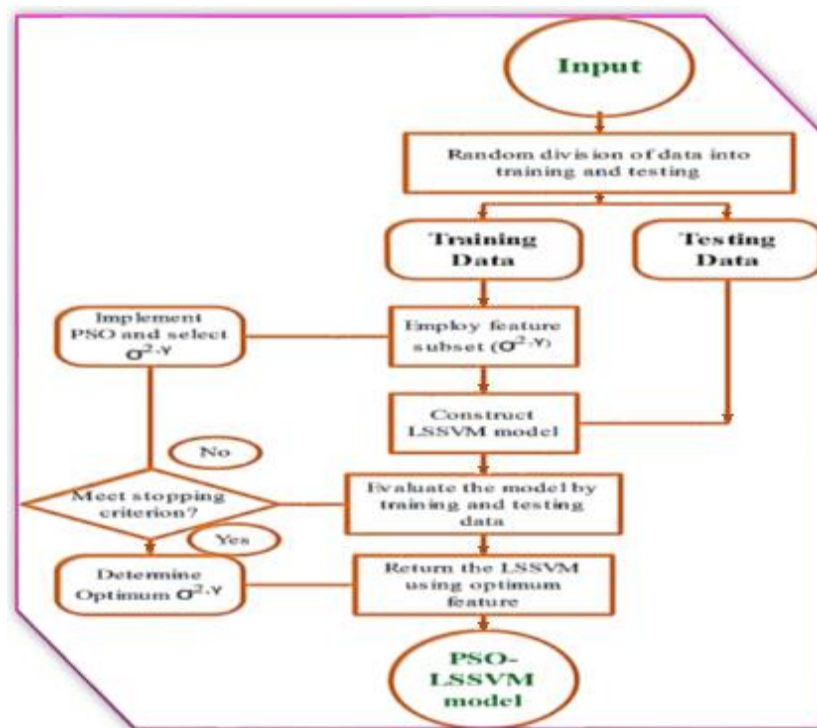 Input
Random division of data into
training and testing
Training
Data
Testing
Data
Implement
PSO and select
σ²,γ
Employ feature
subset (σ²,γ)
Construct
LSSVM model
No
Meet stopping
criterion?
Evaluate the model by
training and testing
data
Yes
Determine
Optimum σ²,γ
Return the LSSVM
using optimum
feature
PSO-
LSSVM
model